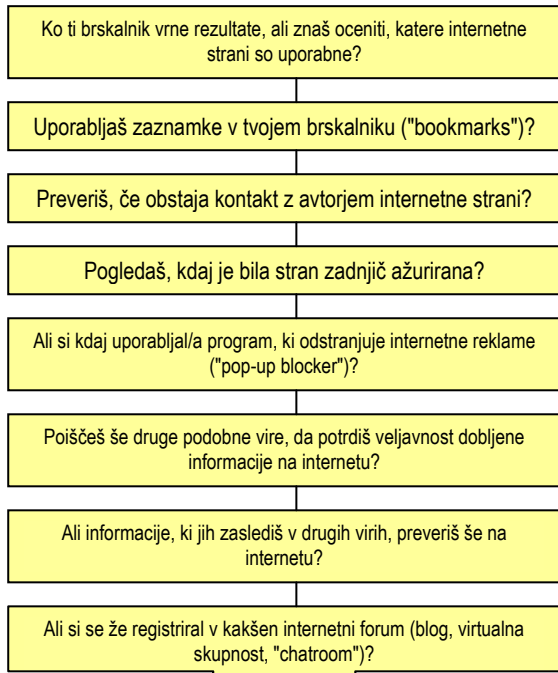 Ko ti brskalnik vrne rezultate, ali znaš oceniti, katere internetne
strani so uporabne?
Uporabljaš zaznamke v tvojem brskalniku ("bookmarks")?
Preveriš, če obstaja kontakt z avtorjem internetne strani?
Pogledaš, kdaj je bila stran zadnjič ažurirana?
Ali si kdaj uporabljal/a program, ki odstranjuje internetne reklame
("pop-up blocker")?
Poiščeš še druge podobne vire, da potrdiš veljavnost dobljene
informacije na internetu?
Ali informacije, ki jih zaslediš v drugih virih, preveriš še na
internetu?
Ali si se že registriral v kakšen internetni forum (blog, virtualna
skupnost, "chatroom")?